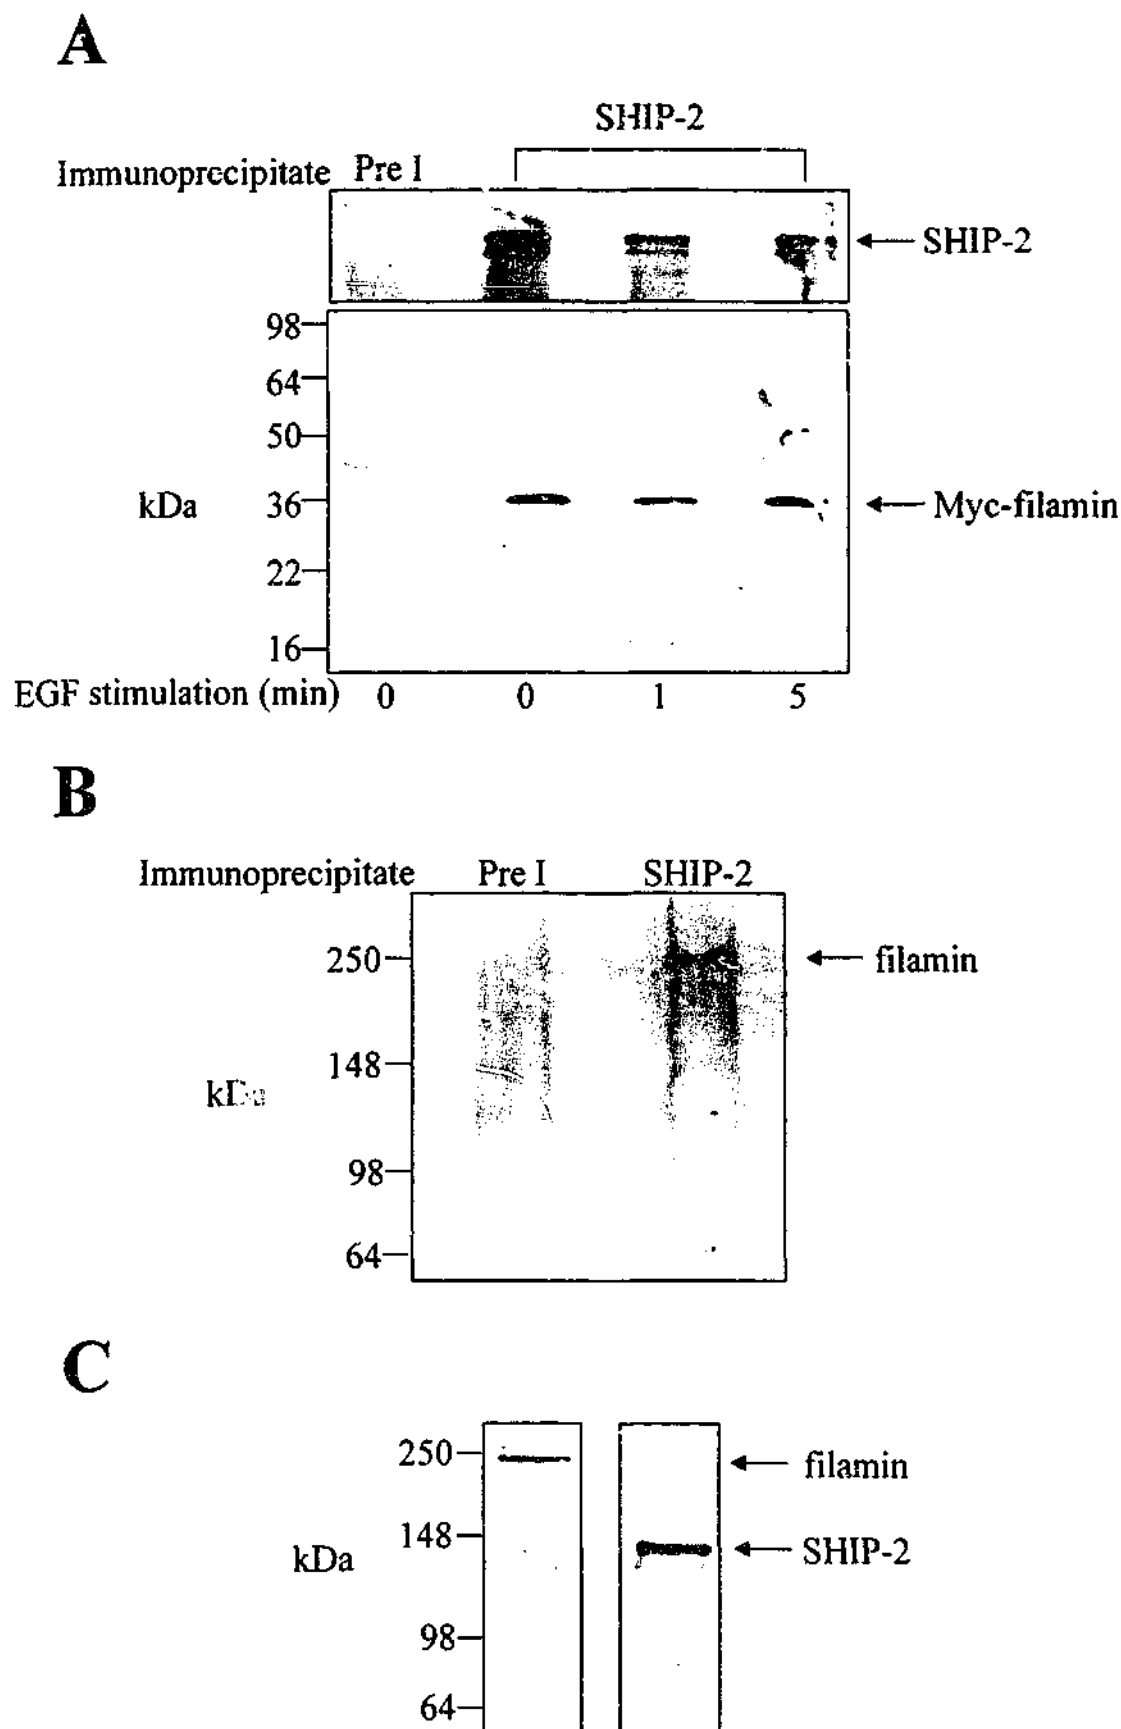 A
SHIP-2
Immunoprecipitate Pre I
SHIP-2
98
64
50
kDa 36 Myc-filamin
22
16
EGF stimulation (min) 0 0 1 5
B
Immunoprecipitate Pre I SHIP-2
250 filamin
148
kDa
98
64
C
250 filamin
148 SHIP-2
kDa
98
64